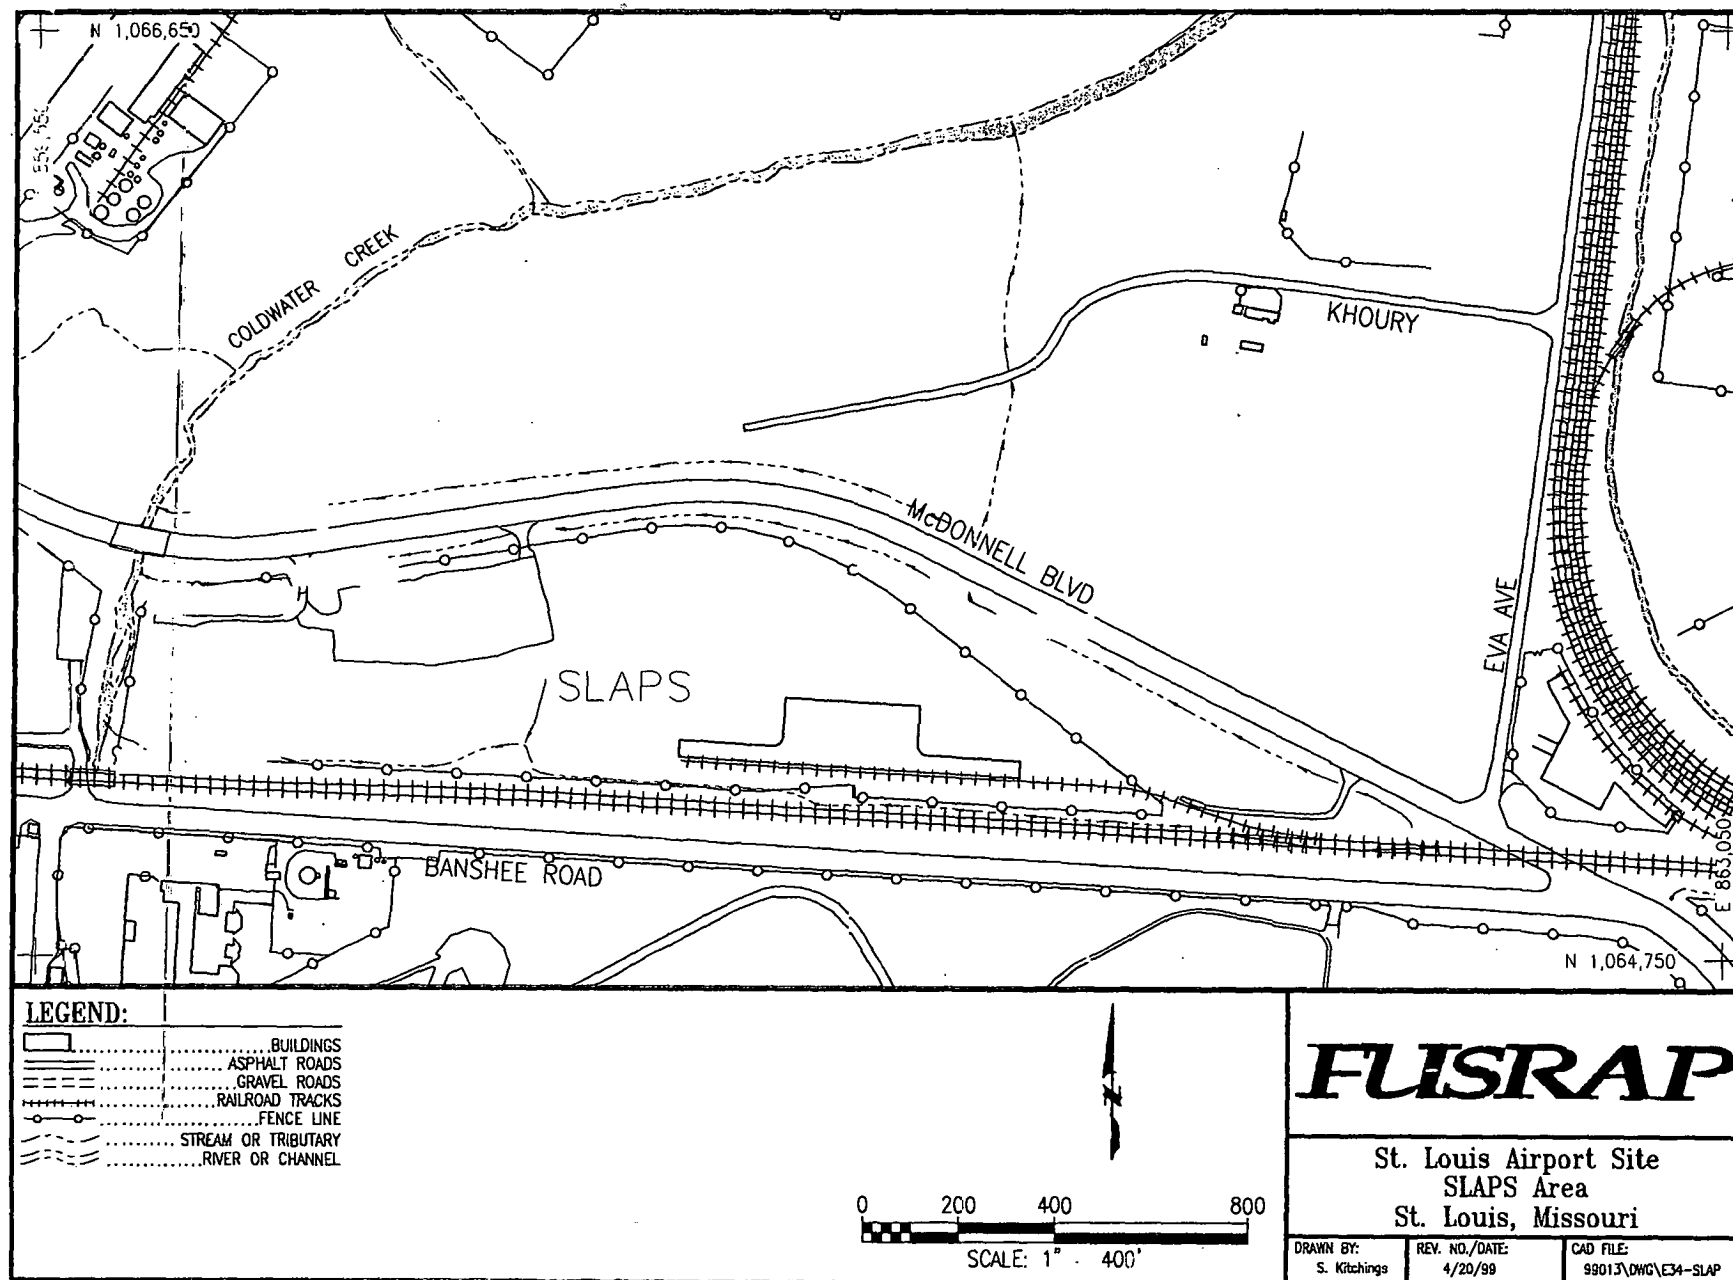 N 1,066,650
COLDWATER CREEK
KHOURY
McDONNELL BLVD
EVA AVE
SLAPS
BANSHEE ROAD
E 863,050
N 1,064,750
LEGEND:
BUILDINGS
ASPHALT ROADS
GRAVEL ROADS
RAILROAD TRACKS
FENCE LINE
STREAM OR TRIBUTARY
RIVER OR CHANNEL
N
0 200 400 800
SCALE: 1" - 400'
FUSRAP
St. Louis Airport Site
SLAPS Area
St. Louis, Missouri
DRAWN BY:
S. Kitchings
REV. NO./DATE:
4/20/99
CAD FILE:
99013\DWG\E34-SLAP